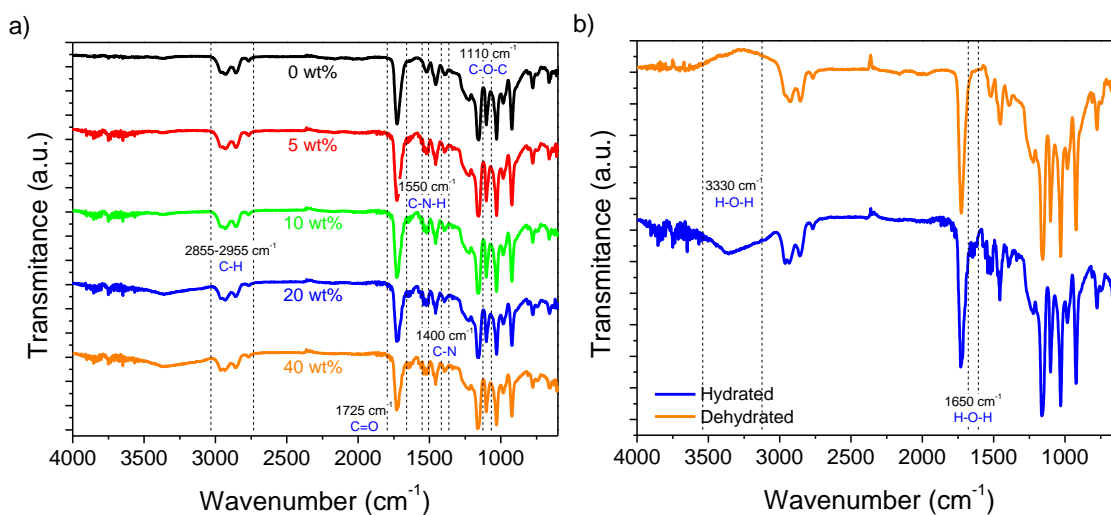 a)
1110 cm⁻¹
C-O-C
0 wt%
5 wt%
1550 cm⁻¹
C-N-H
10 wt%
2855-2955 cm⁻¹
C-H
20 wt%
1400 cm⁻¹
C-N
40 wt%
1725 cm⁻¹
C=O
Transmitance (a.u.)
4000 3500 3000 2500 2000 1500 1000
Wavenumber (cm⁻¹)
b)
3330 cm⁻¹
H-O-H
Hydrated
Dehydrated
1650 cm⁻¹
H-O-H
Transmitance (a.u.)
4000 3500 3000 2500 2000 1500 1000
Wavenumber (cm⁻¹)